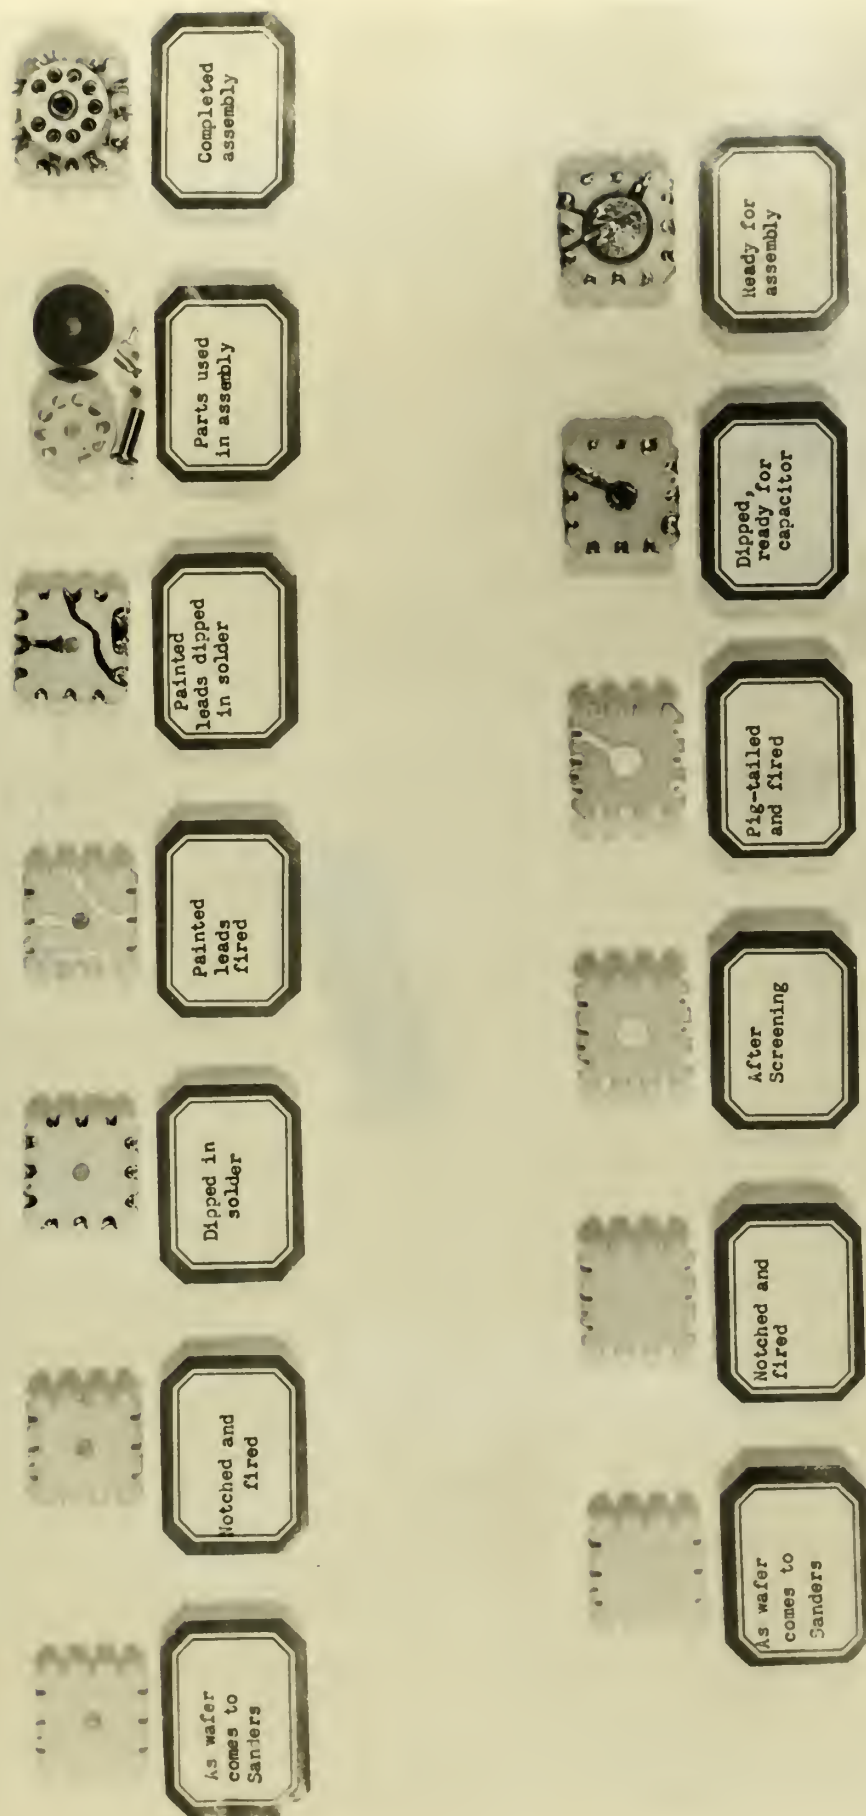 As wafer
comes to
Sanders
Notched and
fired
Dipped in
solder
Painted
leads
fired
Painted
leads dipped
in solder
Parts used
in assembly
Completed
assembly
As wafer
comes to
Sanders
Notched and
fired
After
Screening
Pig-tailed
and fired
Dipped,
ready for
capacitor
Ready for
assembly